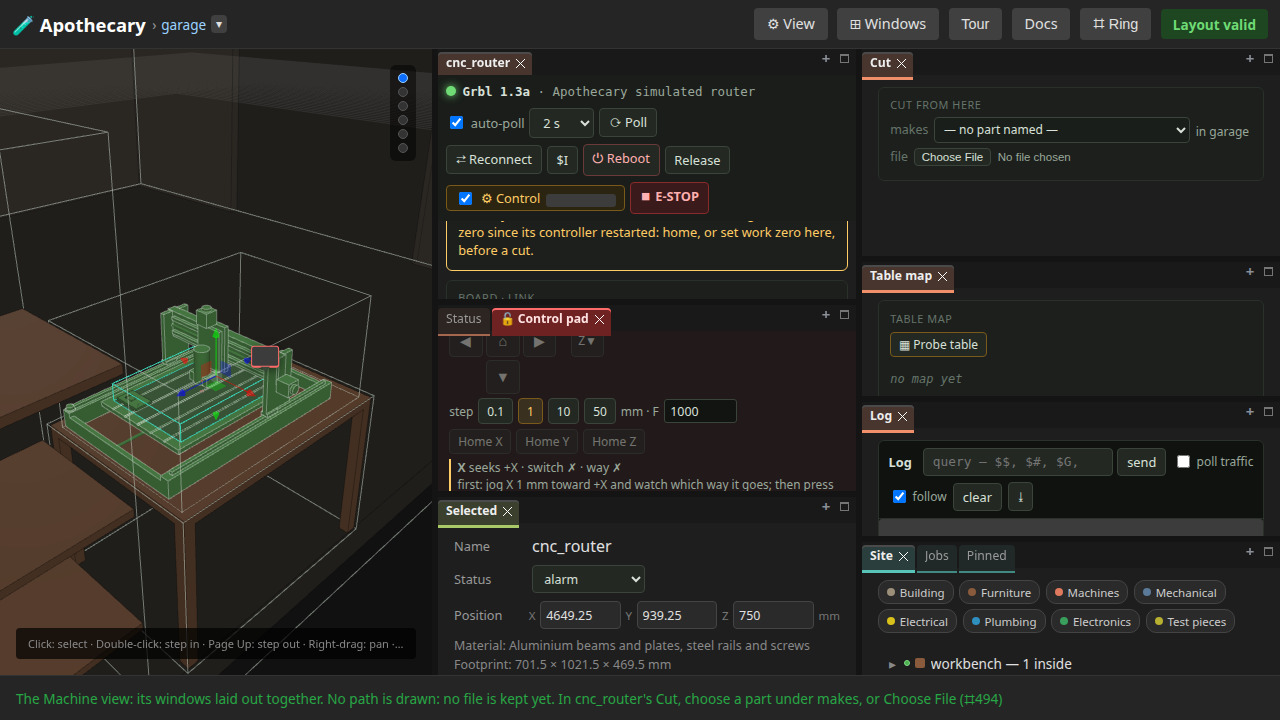 Apothecary › garage ▾
⚙ View
⊞ Windows
Tour
Docs
⌗ Ring
Layout valid
cnc_router
Grbl 1.3a · Apothecary simulated router
auto-poll 2 s ⟳ Poll
⇄ Reconnect $I ⏻ Reboot Release
⚙ Control ■ E-STOP
zero since its controller restarted: home, or set work zero here,
before a cut.
BOARD · LINK
Status 🔓 Control pad
◀ ⌂ ▶ Z▼
▼
step 0.1 1 10 50 mm · F 1000
Home X Home Y Home Z
X seeks +X · switch ✗ · way ✗
first: jog X 1 mm toward +X and watch which way it goes; then press
Selected
Name cnc_router
Status alarm
Position X 4649.25 Y 939.25 Z 750 mm
Material: Aluminium beams and plates, steel rails and screws
Footprint: 701.5 × 1021.5 × 469.5 mm
Cut
CUT FROM HERE
makes — no part named — in garage
file Choose File No file chosen
Table map
TABLE MAP
▦ Probe table
no map yet
Log
Log query — $$, $#, $G, send poll traffic
follow clear ⭳
Site Jobs Pinned
Building Furniture Machines Mechanical
Electrical Plumbing Electronics Test pieces
▸ workbench — 1 inside
Click: select · Double-click: step in · Page Up: step out · Right-drag: pan ·...
The Machine view: its windows laid out together. No path is drawn: no file is kept yet. In cnc_router's Cut, choose a part under makes, or Choose File (⌗494)